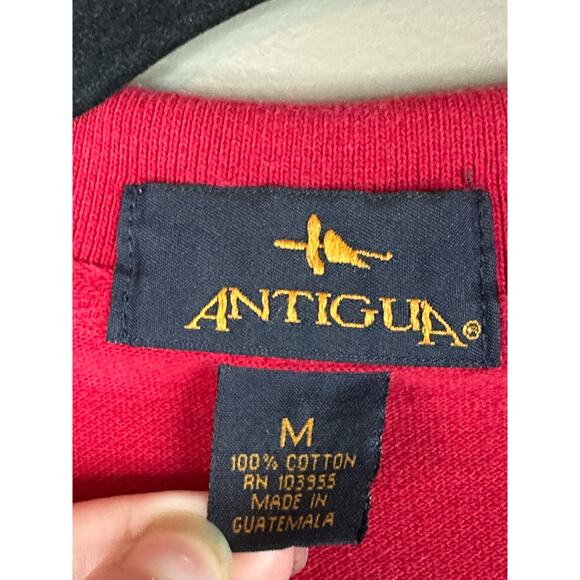 ANTIGUA®
M
100% COTTON
RN 103955
MADE IN
GUATEMALA